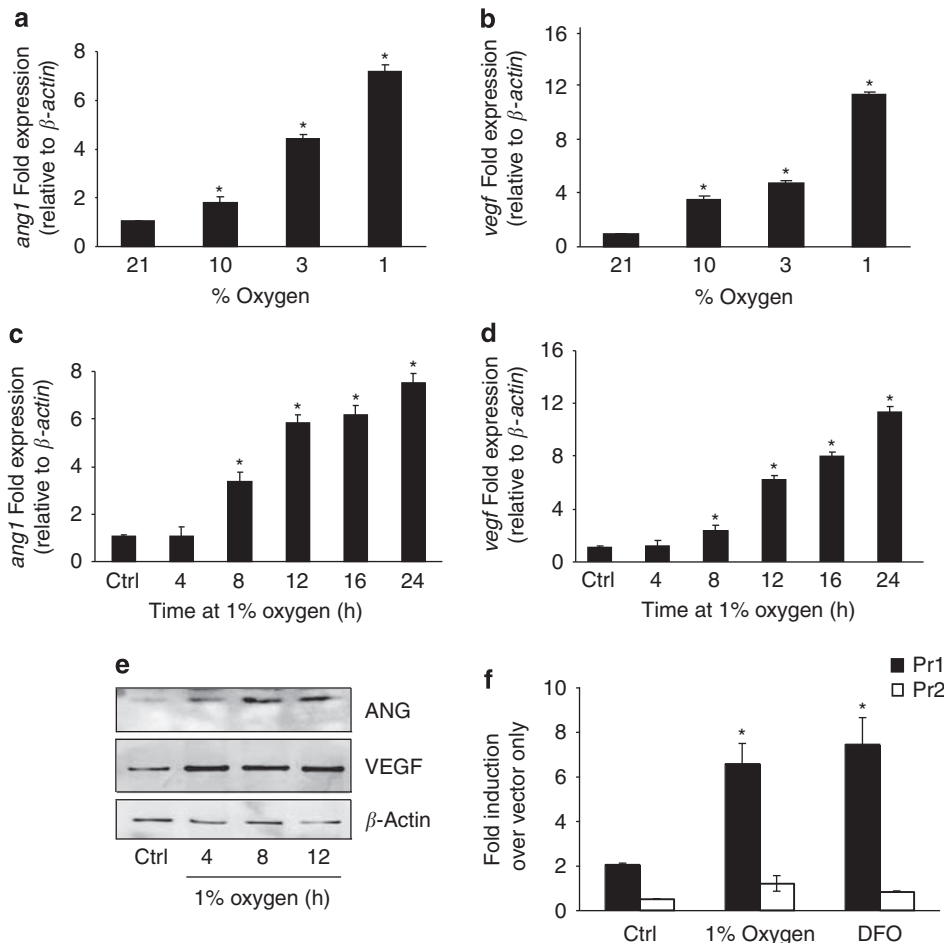 a
ang1 Fold expression
(relative to β-actin)
8
6
4
2
0
*
*
*
21 10 3 1
% Oxygen
b
vegf Fold expression
(relative to β-actin)
16
12
8
4
0
*
*
*
21 10 3 1
% Oxygen
c
ang1 Fold expression
(relative to β-actin)
8
6
4
2
0
*
*
*
*
Ctrl 4 8 12 16 24
Time at 1% oxygen (h)
d
vegf Fold expression
(relative to β-actin)
16
12
8
4
0
*
*
*
*
Ctrl 4 8 12 16 24
Time at 1% oxygen (h)
e
ANG
VEGF
β-Actin
Ctrl 4 8 12
1% oxygen (h)
f
Pr1
Pr2
Fold induction
over vector only
10
8
6
4
2
0
*
*
Ctrl 1% Oxygen DFO